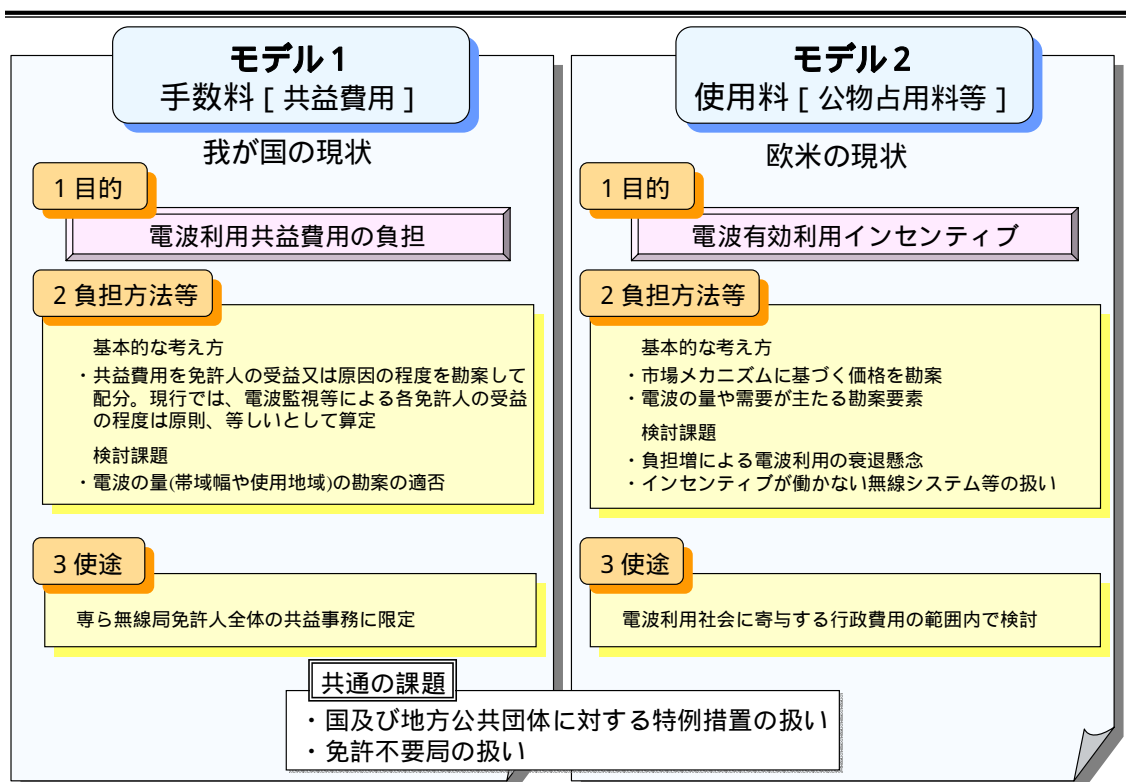 モデル1
手数料 [ 共益費用 ]
我が国の現状
1 目的
電波利用共益費用の負担
2 負担方法等
基本的な考え方
・共益費用を免許人の受益又は原因の程度を勘案して
配分。現行では、電波監視等による各免許人の受益
の程度は原則、等しいとして算定
検討課題
・電波の量(帯域幅や使用地域)の勘案の適否
3 使途
専ら無線局免許人全体の共益事務に限定
モデル2
使用料 [ 公物占用料等 ]
欧米の現状
1 目的
電波有効利用インセンティブ
2 負担方法等
基本的な考え方
・市場メカニズムに基づく価格を勘案
・電波の量や需要が主たる勘案要素
検討課題
・負担増による電波利用の衰退懸念
・インセンティブが働かない無線システム等の扱い
3 使途
電波利用社会に寄与する行政費用の範囲内で検討
共通の課題
・国及び地方公共団体に対する特例措置の扱い
・免許不要局の扱い